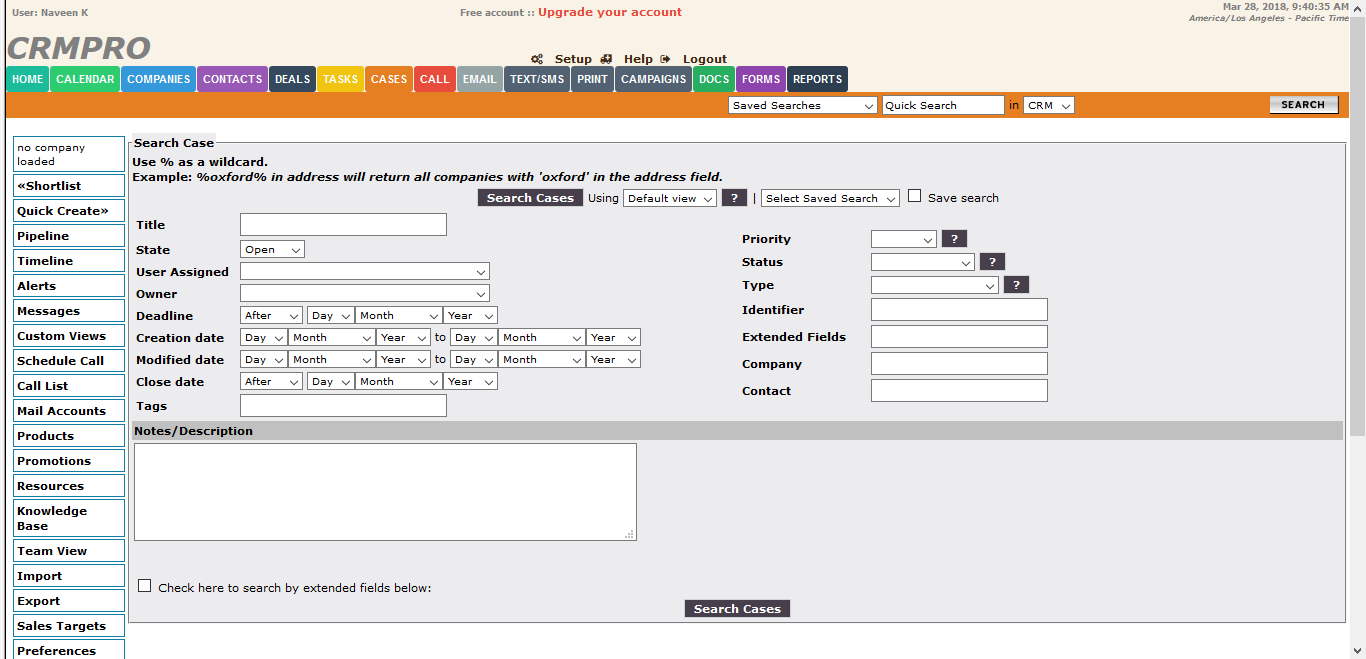 User: Naveen K
Free account :: Upgrade your account
Mar 28, 2018, 9:40:35 AM
America/Los Angeles - Pacific Time
CRMPRO
Setup Help Logout
HOME CALENDAR COMPANIES CONTACTS DEALS TASKS CASES CALL EMAIL TEXT/SMS PRINT CAMPAIGNS DOCS FORMS REPORTS
Saved Searches Quick Search in CRM SEARCH
no company
loaded
«Shortlist
Quick Create»
Pipeline
Timeline
Alerts
Messages
Custom Views
Schedule Call
Call List
Mail Accounts
Products
Promotions
Resources
Knowledge
Base
Team View
Import
Export
Sales Targets
Preferences
Search Case
Use % as a wildcard.
Example: %oxford% in address will return all companies with 'oxford' in the address field.
Search Cases Using Default view ? | Select Saved Search Save search
Title
State Open
User Assigned
Owner
Deadline After Day Month Year
Creation date Day Month Year to Day Month Year
Modified date Day Month Year to Day Month Year
Close date After Day Month Year
Tags
Priority ?
Status ?
Type ?
Identifier
Extended Fields
Company
Contact
Notes/Description
Check here to search by extended fields below:
Search Cases